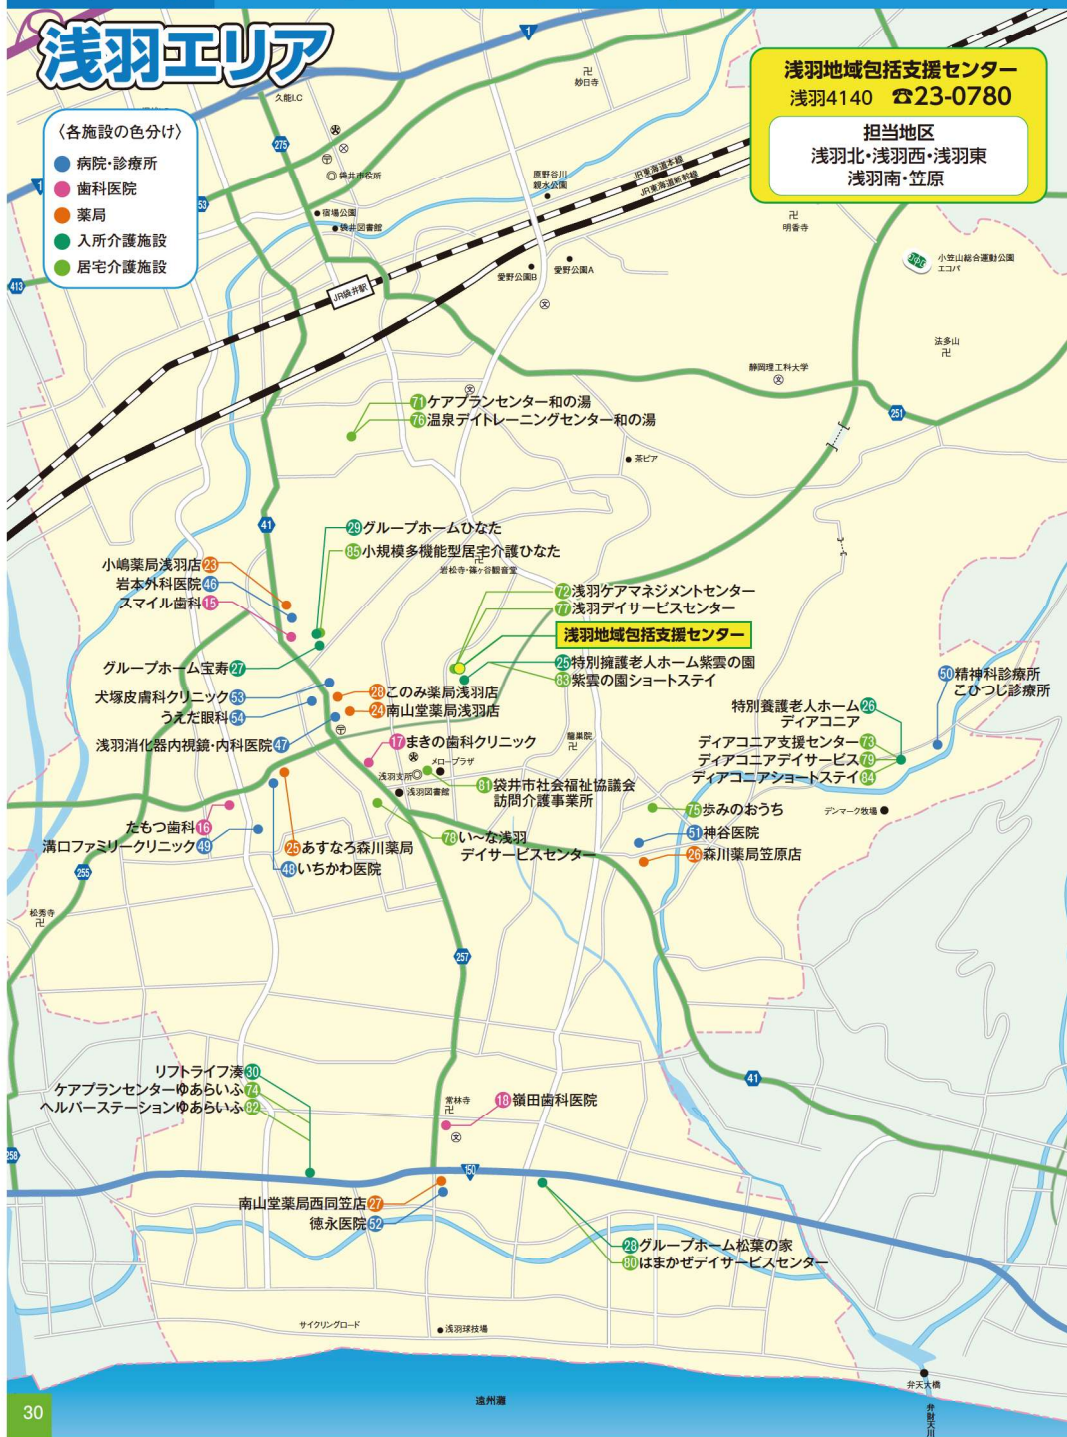 浅羽エリア
1
久能I.C
妙日寺
卍
浅羽地域包括支援センター
浅羽4140 ☎23-0780
担当地区
浅羽北・浅羽西・浅羽東
浅羽南・笠原
〈各施設の色分け〉
病院・診療所
歯科医院
薬局
入所介護施設
居宅介護施設
275
1
53
413
◎袋井市役所
宿場公園
袋井図書館
原野谷川
親水公園
JR東海道本線
JR東海道新幹線
卍
明香寺
小笠山総合運動公園
エコパ
愛野公園B
愛野公園A
JR袋井駅
文
法多山
卍
静岡理工科大学
文
251
文
71 ケアプランセンター和の湯
76 温泉デイトレーニングセンター和の湯
茶ピア
41
29 グループホームひなた
85 小規模多機能型居宅介護ひなた
卍
岩松寺・篠ヶ谷観音堂
小嶋薬局浅羽店 23
岩本外科医院 46
スマイル歯科 15
72 浅羽ケアマネジメントセンター
77 浅羽デイサービスセンター
浅羽地域包括支援センター
25 特別擁護老人ホーム紫雲の園
83 紫雲の園ショートステイ
グループホーム宝寿 27
犬塚皮膚科クリニック 53
うえだ眼科 54
浅羽消化器内視鏡・内科医院 47
28 このみ薬局浅羽店
24 南山堂薬局浅羽店
〒
17 まきの歯科クリニック
メロープラザ
浅羽支所◎
浅羽図書館
龍巣院
卍
81 袋井市社会福祉協議会
訪問介護事業所
50 精神科診療所
こひつじ診療所
特別養護老人ホーム 26
ディアコニア
ディアコニア支援センター 73
ディアコニアデイサービス 79
ディアコニアショートステイ 84
デンマーク牧場
75 歩みのおうち
51 神谷医院
26 森川薬局笠原店
たもつ歯科 16
溝口ファミリークリニック 49
25 あすなろ森川薬局
48 いちかわ医院
78 い〜な浅羽
デイサービスセンター
255
松秀寺
卍
257
リフトライフ湊 30
ケアプランセンターゆあらいふ 74
ヘルパーステーションゆあらいふ 82
41
常林寺
卍
18 嶺田歯科医院
文
258
150
南山堂薬局西同笠店 27
徳永医院 52
28 グループホーム松葉の家
80 はまかぜデイサービスセンター
サイクリングロード
浅羽球技場
弁天大橋
遠州灘
弁財天川
30